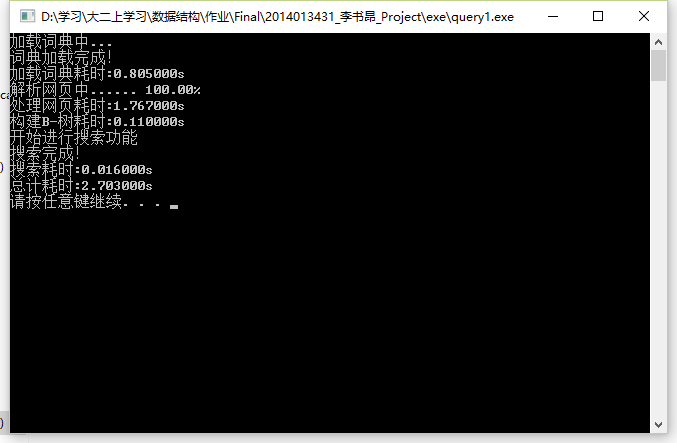 D:\学习\大二上学习\数据结构\作业\Final\2014013431_李书昂_Project\exe\query1.exe
加载词典中...
词典加载完成!
加载词典耗时:0.805000s
解析网页中...... 100.00%
处理网页耗时:1.767000s
构建B-树耗时:0.110000s
开始进行搜索功能
搜索完成!
搜索耗时:0.016000s
总计耗时:2.703000s
请按任意键继续. . .